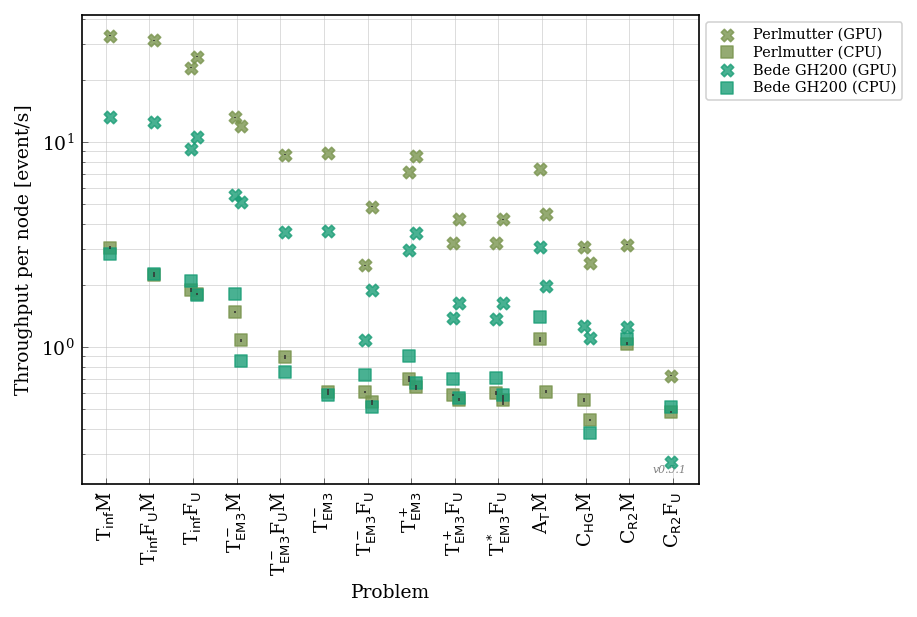 Throughput per node [event/s]
10¹
10⁰
Perlmutter (GPU)
Perlmutter (CPU)
Bede GH200 (GPU)
Bede GH200 (CPU)
T_inf M
T_inf F_U M
T_inf F_U
T⁻_EM3 M
T⁻_EM3 F_U M
T⁻_EM3
T⁻_EM3 F_U
T⁺_EM3
T⁺_EM3 F_U
T*_EM3 F_U
A_T M
C_HG M
C_R2 M
C_R2 F_U
Problem